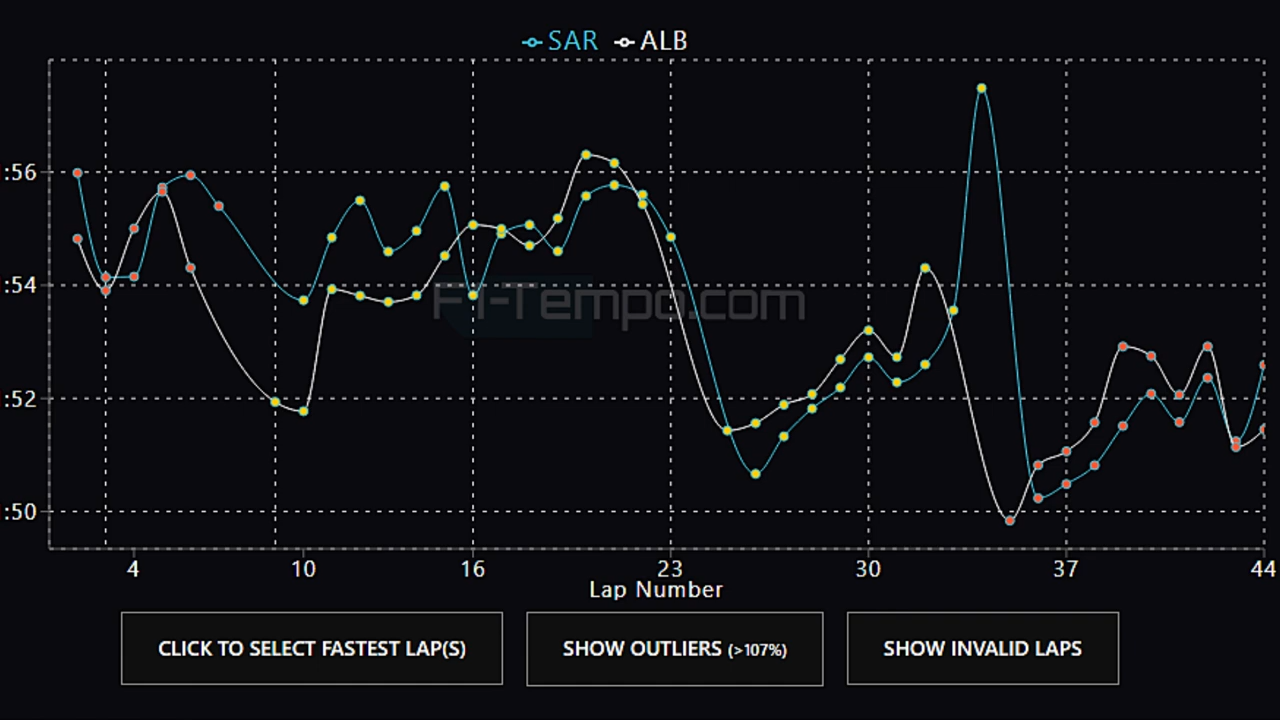 SAR ALB
:56
:54
:52
:50
F1-Tempo.com
4 10 16 23 30 37 44
Lap Number
CLICK TO SELECT FASTEST LAP(S) SHOW OUTLIERS (>107%) SHOW INVALID LAPS